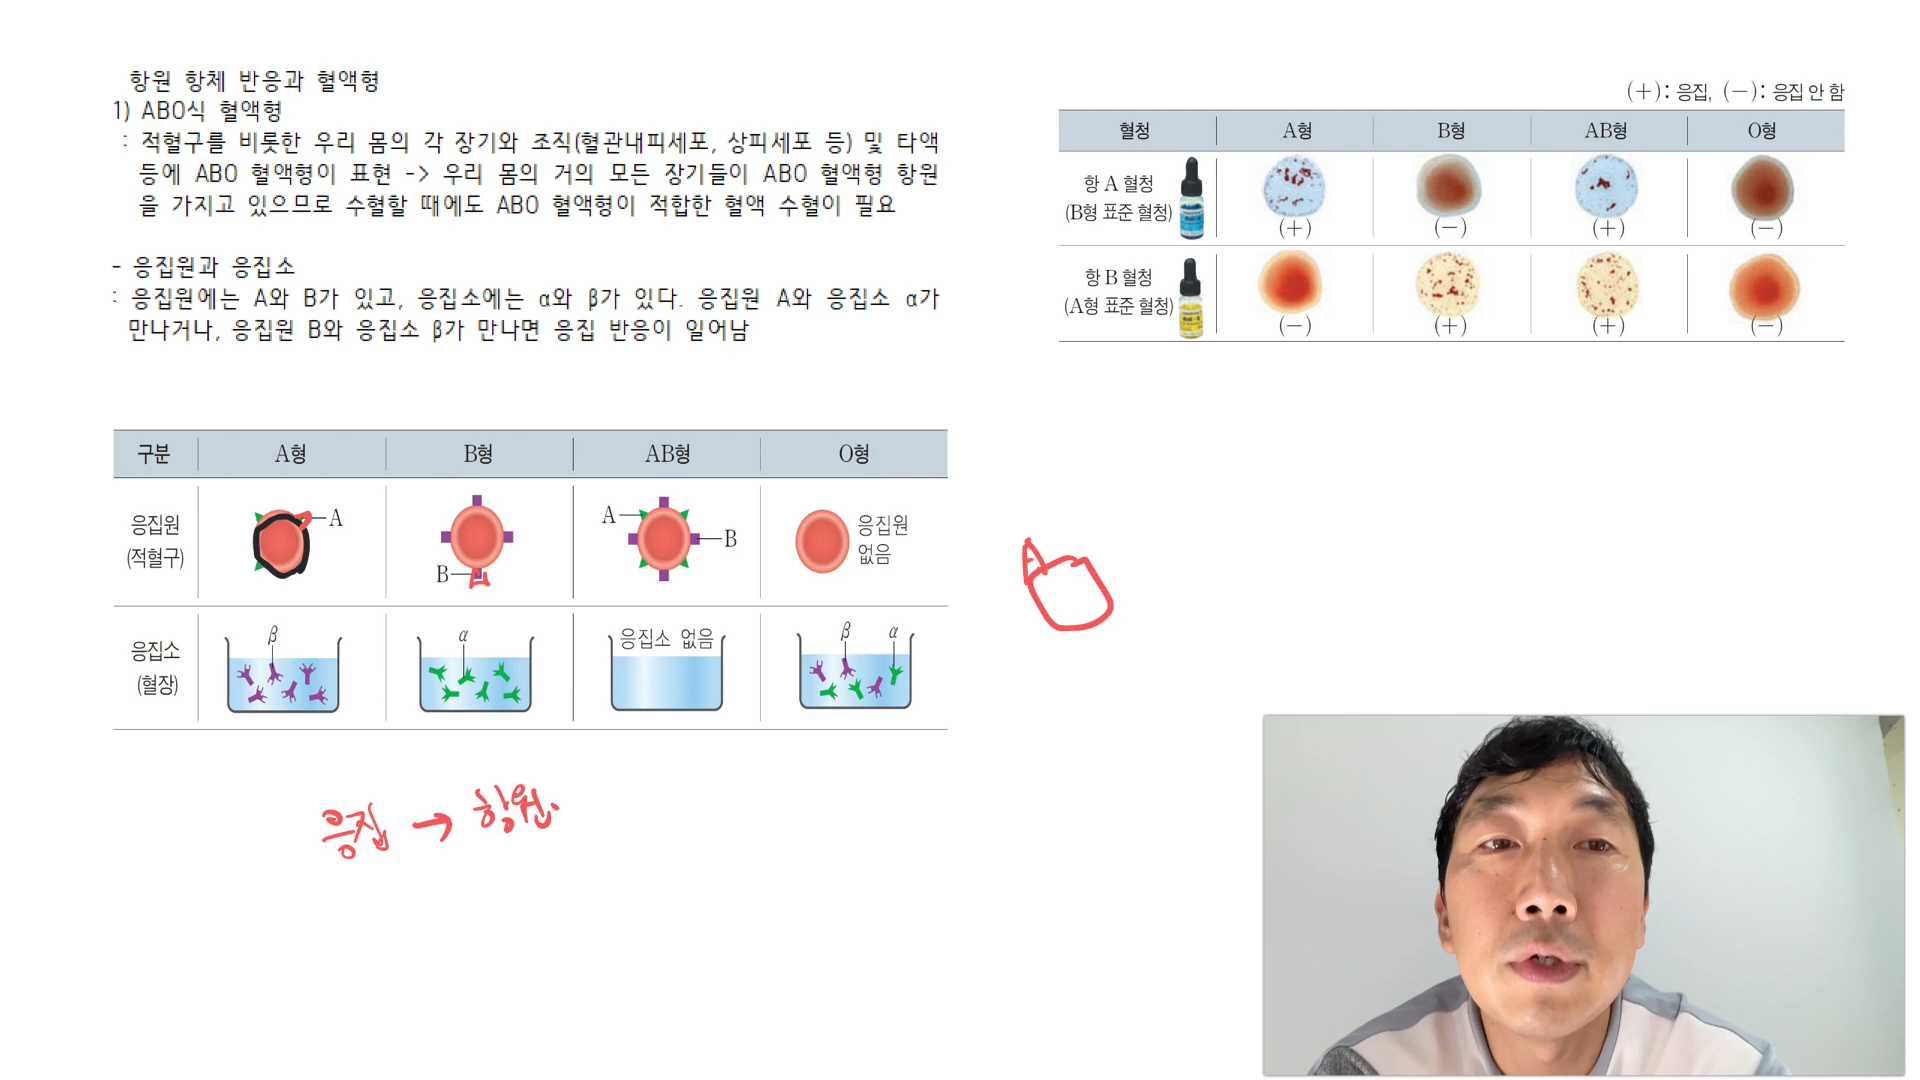 항원 항체 반응과 혈액형
1) ABO식 혈액형
: 적혈구를 비롯한 우리 몸의 각 장기와 조직(혈관내피세포, 상피세포 등) 및 타액
등에 ABO 혈액형이 표현 -> 우리 몸의 거의 모든 장기들이 ABO 혈액형 항원
을 가지고 있으므로 수혈할 때에도 ABO 혈액형이 적합한 혈액 수혈이 필요
- 응집원과 응집소
: 응집원에는 A와 B가 있고, 응집소에는 α와 β가 있다. 응집원 A와 응집소 α가
만나거나, 응집원 B와 응집소 β가 만나면 응집 반응이 일어남
구분 A형 B형 AB형 O형
응집원
(적혈구)
A
B
A
B
응집원
없음
응집소
(혈장)
β
α
응집소 없음
β α
응집 → 항원.
(+): 응집, (-): 응집 안 함
혈청 A형 B형 AB형 O형
항 A 혈청
(B형 표준 혈청)
(+) (-) (+) (-)
항 B 혈청
(A형 표준 혈청)
(-) (+) (+) (-)